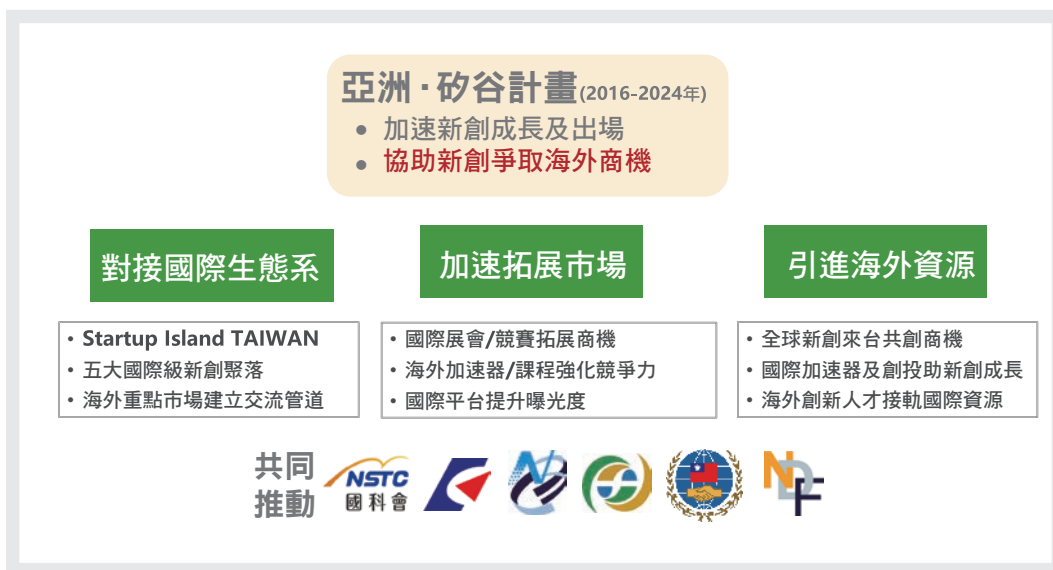 亞洲·矽谷計畫(2016-2024年)
• 加速新創成長及出場
• 協助新創爭取海外商機
對接國際生態系
• Startup Island TAIWAN
• 五大國際級新創聚落
• 海外重點市場建立交流管道
加速拓展市場
• 國際展會/競賽拓展商機
• 海外加速器/課程強化競爭力
• 國際平台提升曝光度
引進海外資源
• 全球新創來台共創商機
• 國際加速器及創投助新創成長
• 海外創新人才接軌國際資源
共同
推動
NSTC
國科會
NDF